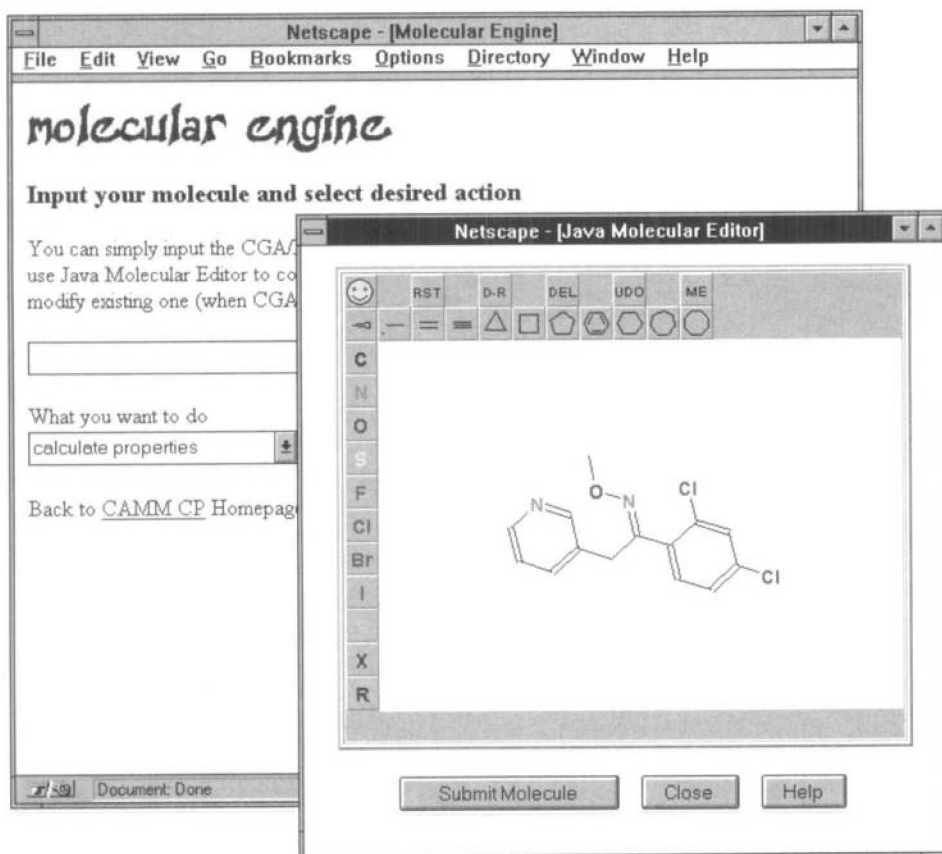 Netscape - [Molecular Engine]
File Edit View Go Bookmarks Options Directory Window Help
molecular engine
Input your molecule and select desired action
You can simply input the CGA/
use Java Molecular Editor to co
modify existing one (when CGA
What you want to do
calculate properties
Back to CAMM CP Homepag
Document: Done
Netscape - [Java Molecular Editor]
RST D-R DEL UDO ME
C
N
O
S
F
Cl
Br
I
X
R
O N Cl
N
Cl
Submit Molecule Close Help